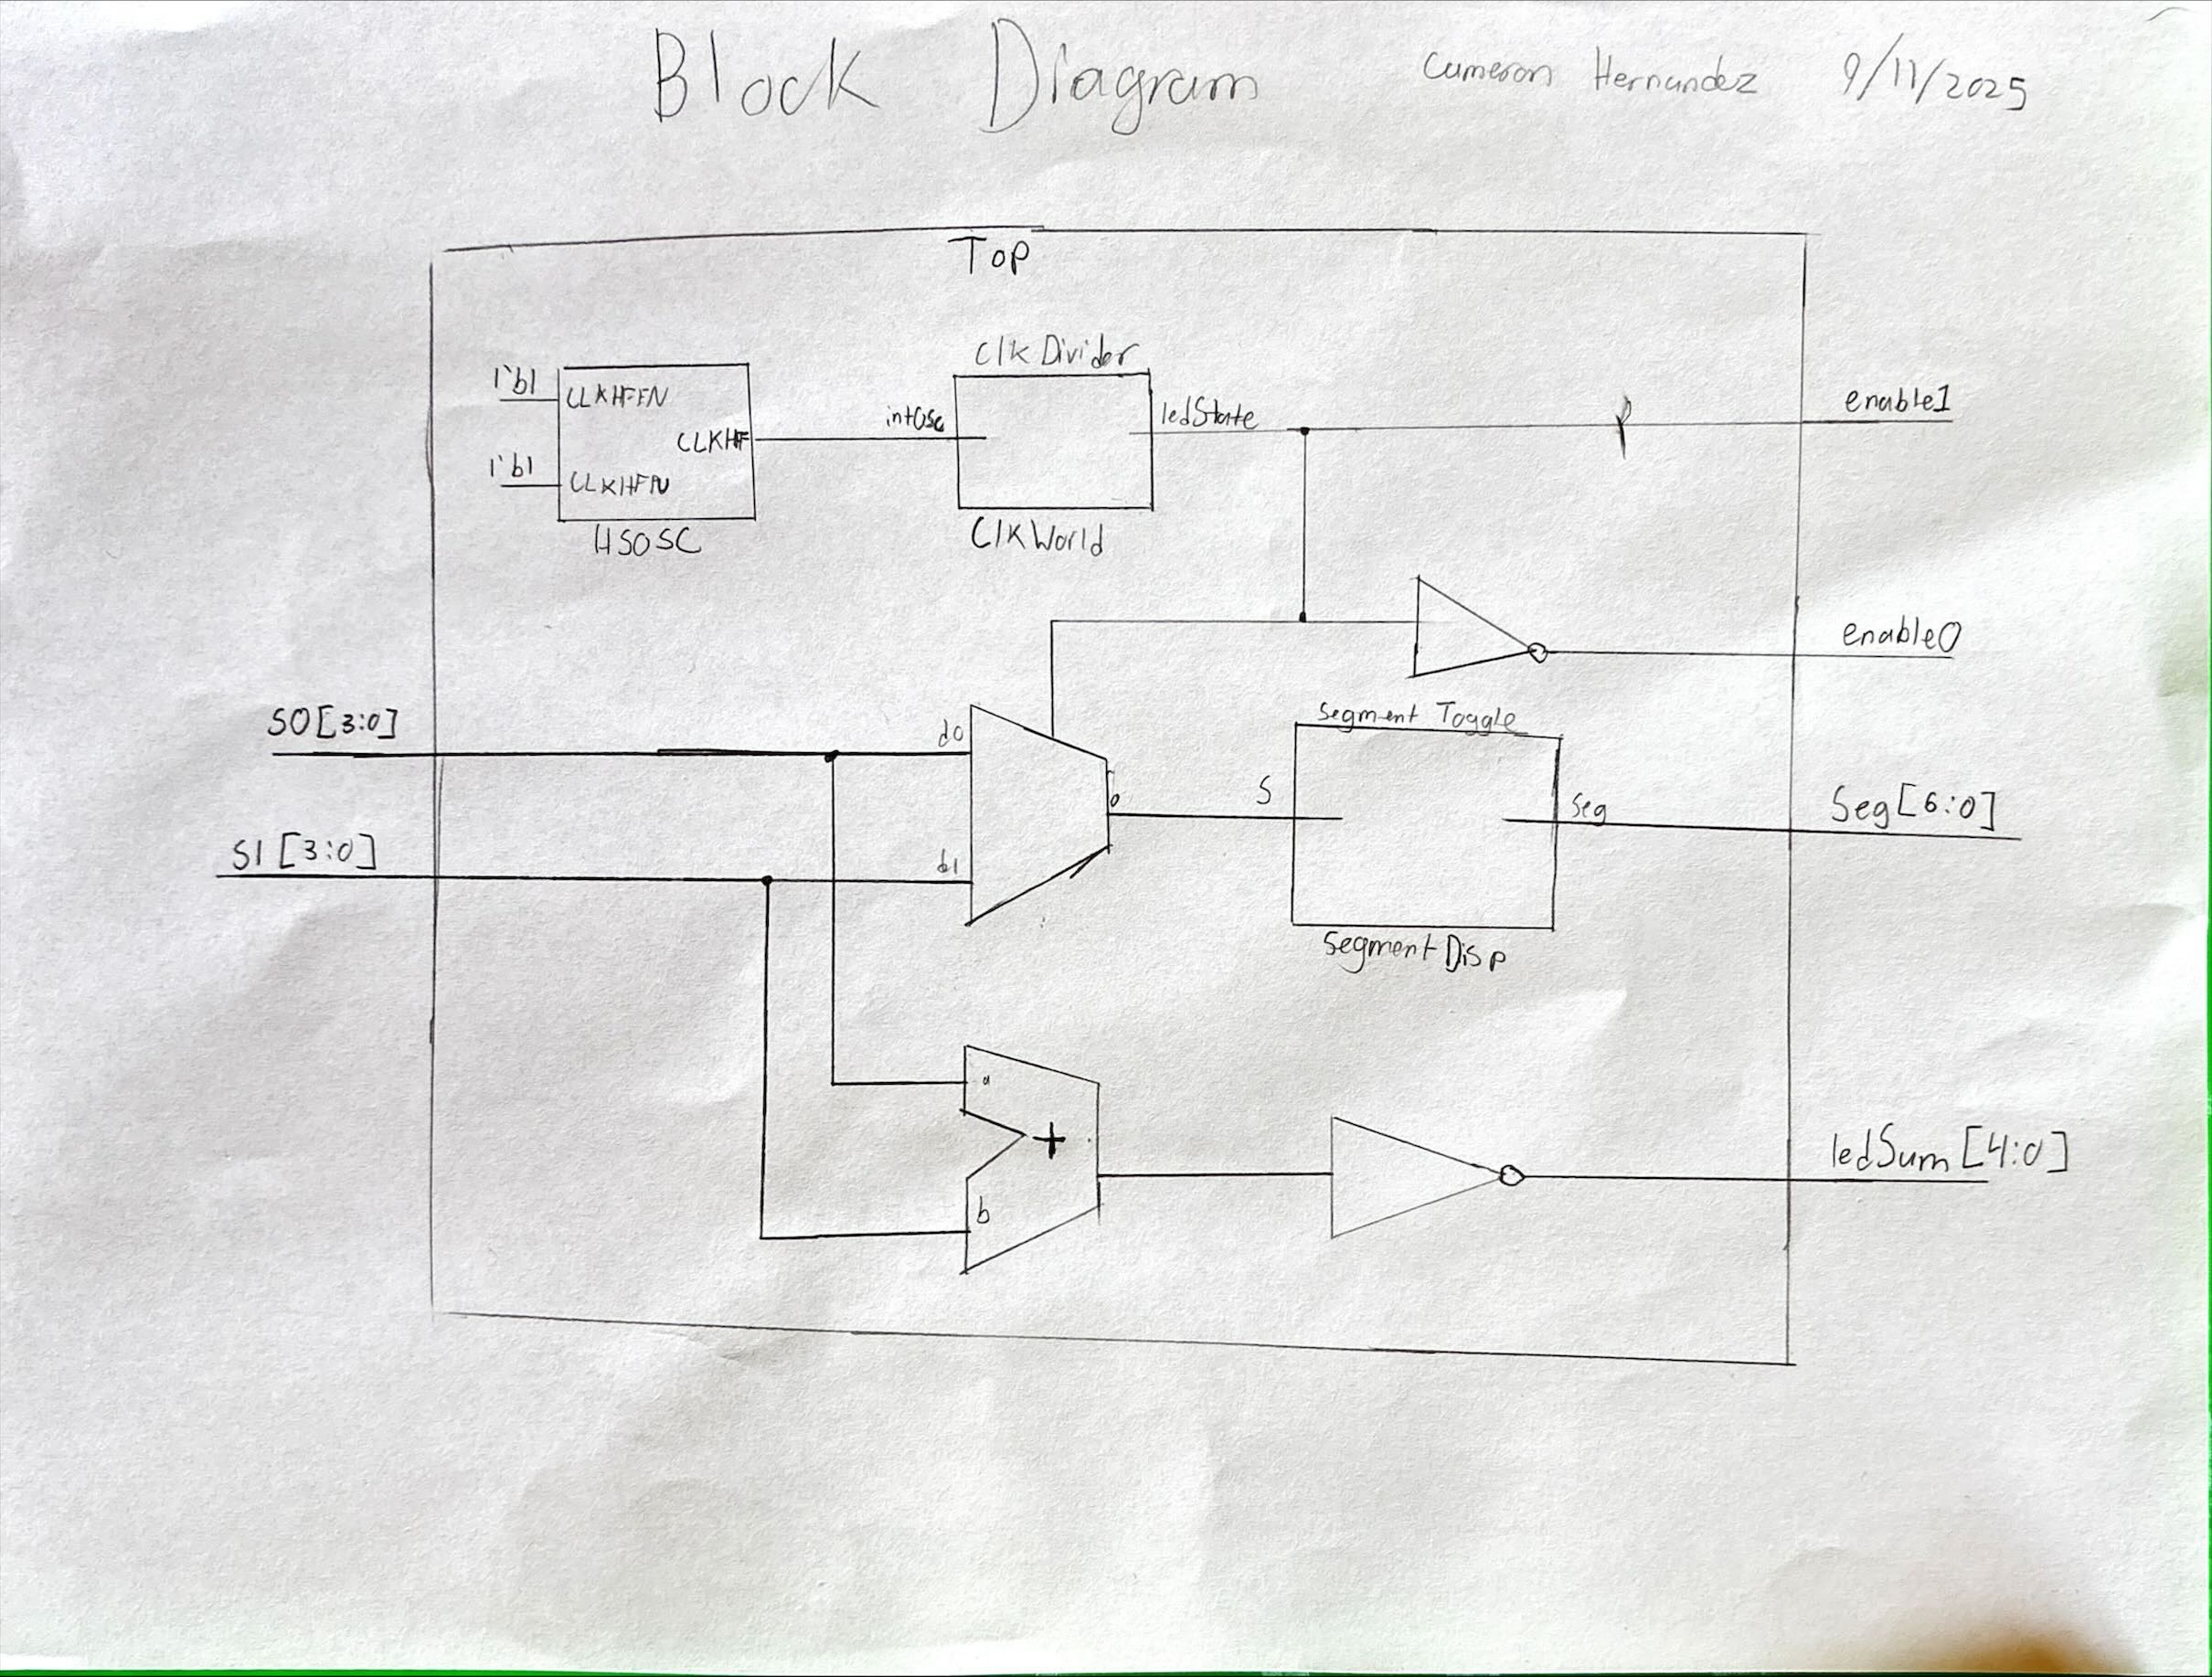 Block Diagram Cameron Hernandez 9/11/2025
Top
Clk Divider
1'b1 CLKHFEN
intOsc ledState enable1
CLKHF
1'b1 CLKHFEN
HSOSC ClkWorld
enable0
S0[3:0] d0 Segment Toggle
S Seg Seg[6:0]
S1[3:0] d1
Segment Disp
a
+
ledSum[4:0]
b